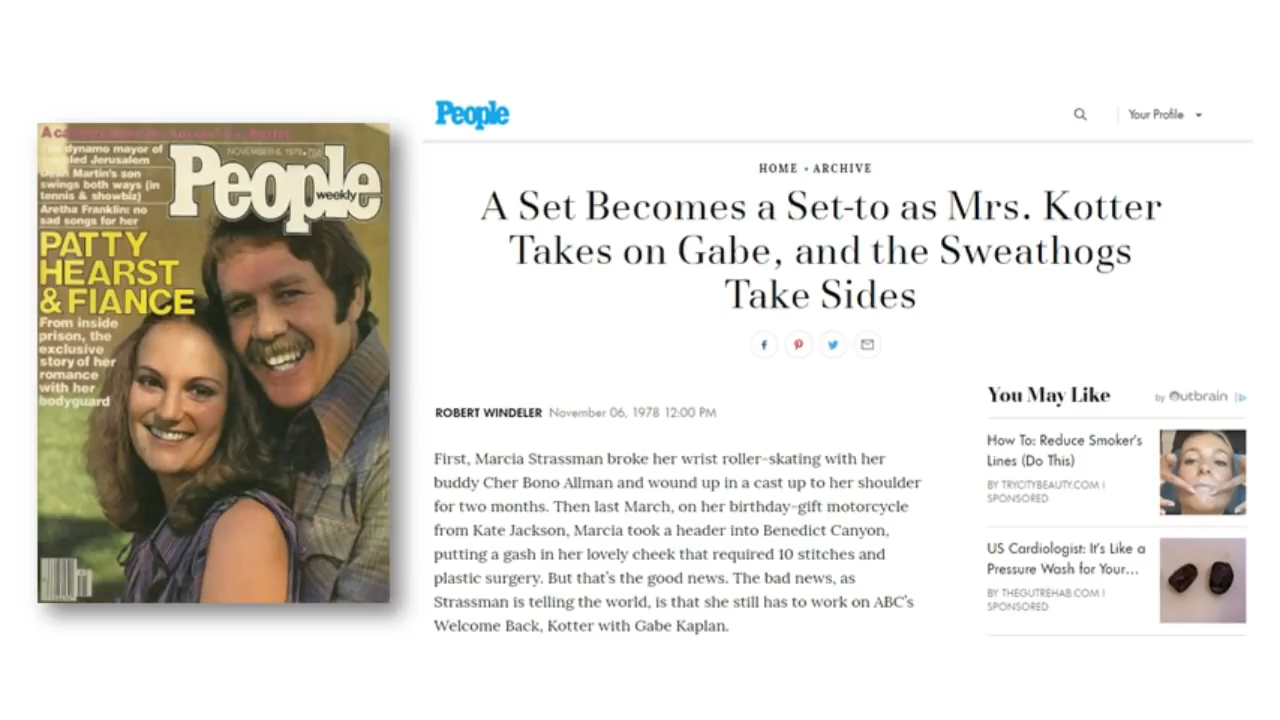 NOVEMBER 6, 1978 • 75¢
People
weekly
dynamo mayor of
Jerusalem
Dean Martin's son
swings both ways (in
tennis & showbiz)
Aretha Franklin: no
sad songs for her
PATTY
HEARST
& FIANCE
From inside
prison, the
exclusive
story of her
romance
with her
bodyguard
People
Your Profile
HOME • ARCHIVE
A Set Becomes a Set-to as Mrs. Kotter
Takes on Gabe, and the Sweathogs
Take Sides
ROBERT WINDELER November 06, 1978 12:00 PM
First, Marcia Strassman broke her wrist roller-skating with her
buddy Cher Bono Allman and wound up in a cast up to her shoulder
for two months. Then last March, on her birthday-gift motorcycle
from Kate Jackson, Marcia took a header into Benedict Canyon,
putting a gash in her lovely cheek that required 10 stitches and
plastic surgery. But that's the good news. The bad news, as
Strassman is telling the world, is that she still has to work on ABC's
Welcome Back, Kotter with Gabe Kaplan.
You May Like
by Outbrain
How To: Reduce Smoker's
Lines (Do This)
BY TRYCITYBEAUTY.COM |
SPONSORED
US Cardiologist: It's Like a
Pressure Wash for Your...
BY THEGUTREHAB.COM |
SPONSORED